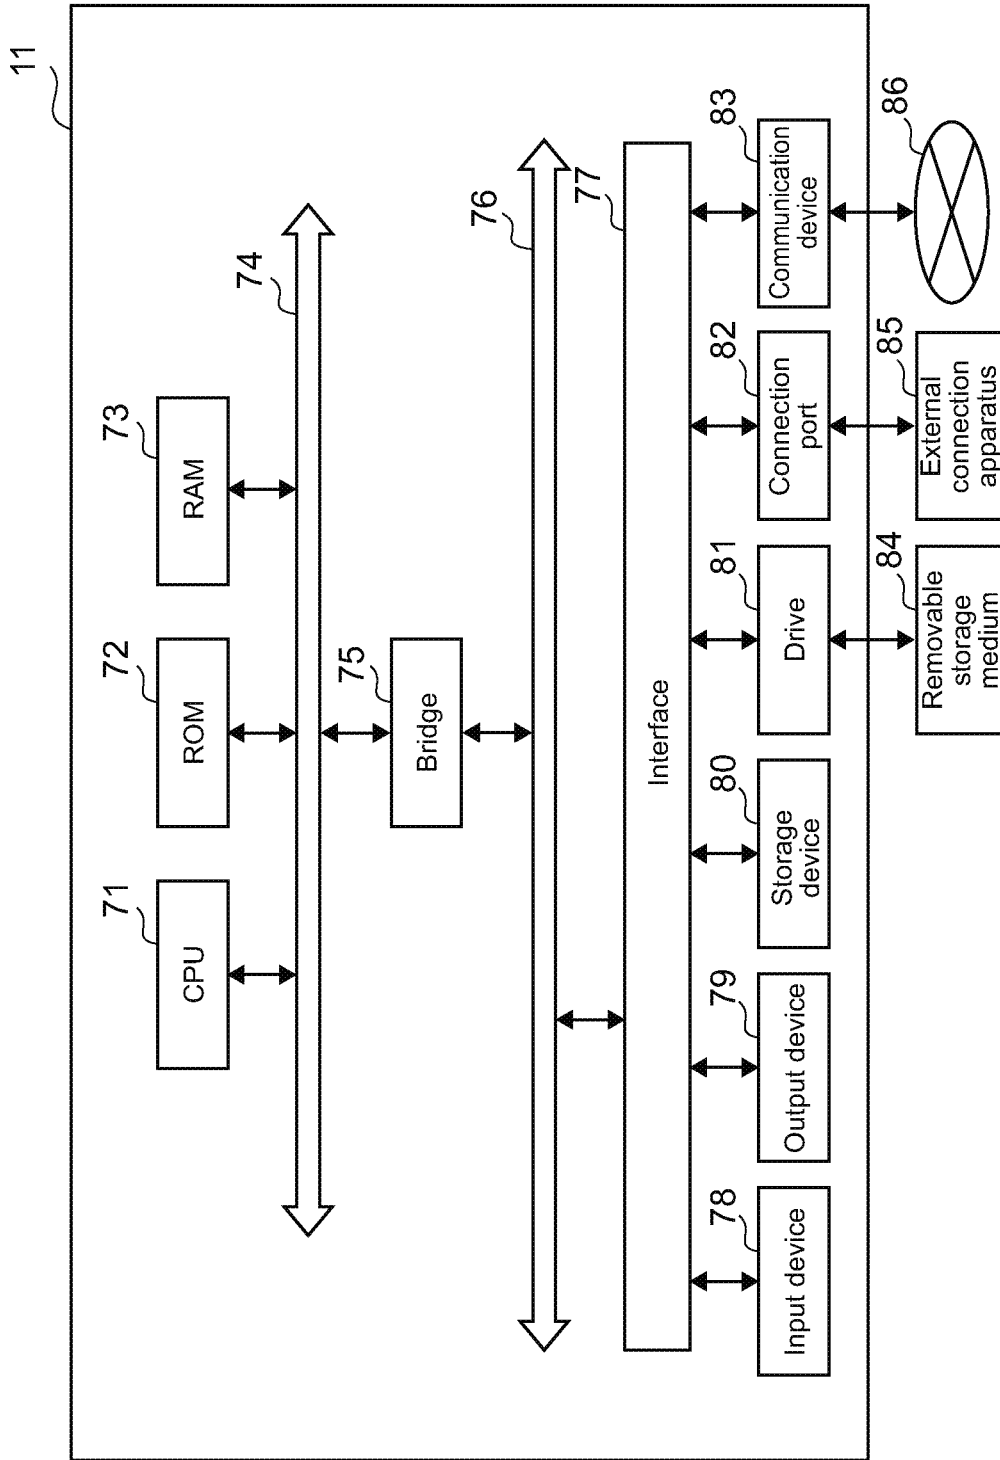 11
71
CPU
72
ROM
73
RAM
74
75
Bridge
76
77
Interface
78
Input device
79
Output device
80
Storage
device
81
Drive
82
Connection
port
83
Communication
device
84
Removable
storage
medium
85
External
connection
apparatus
86